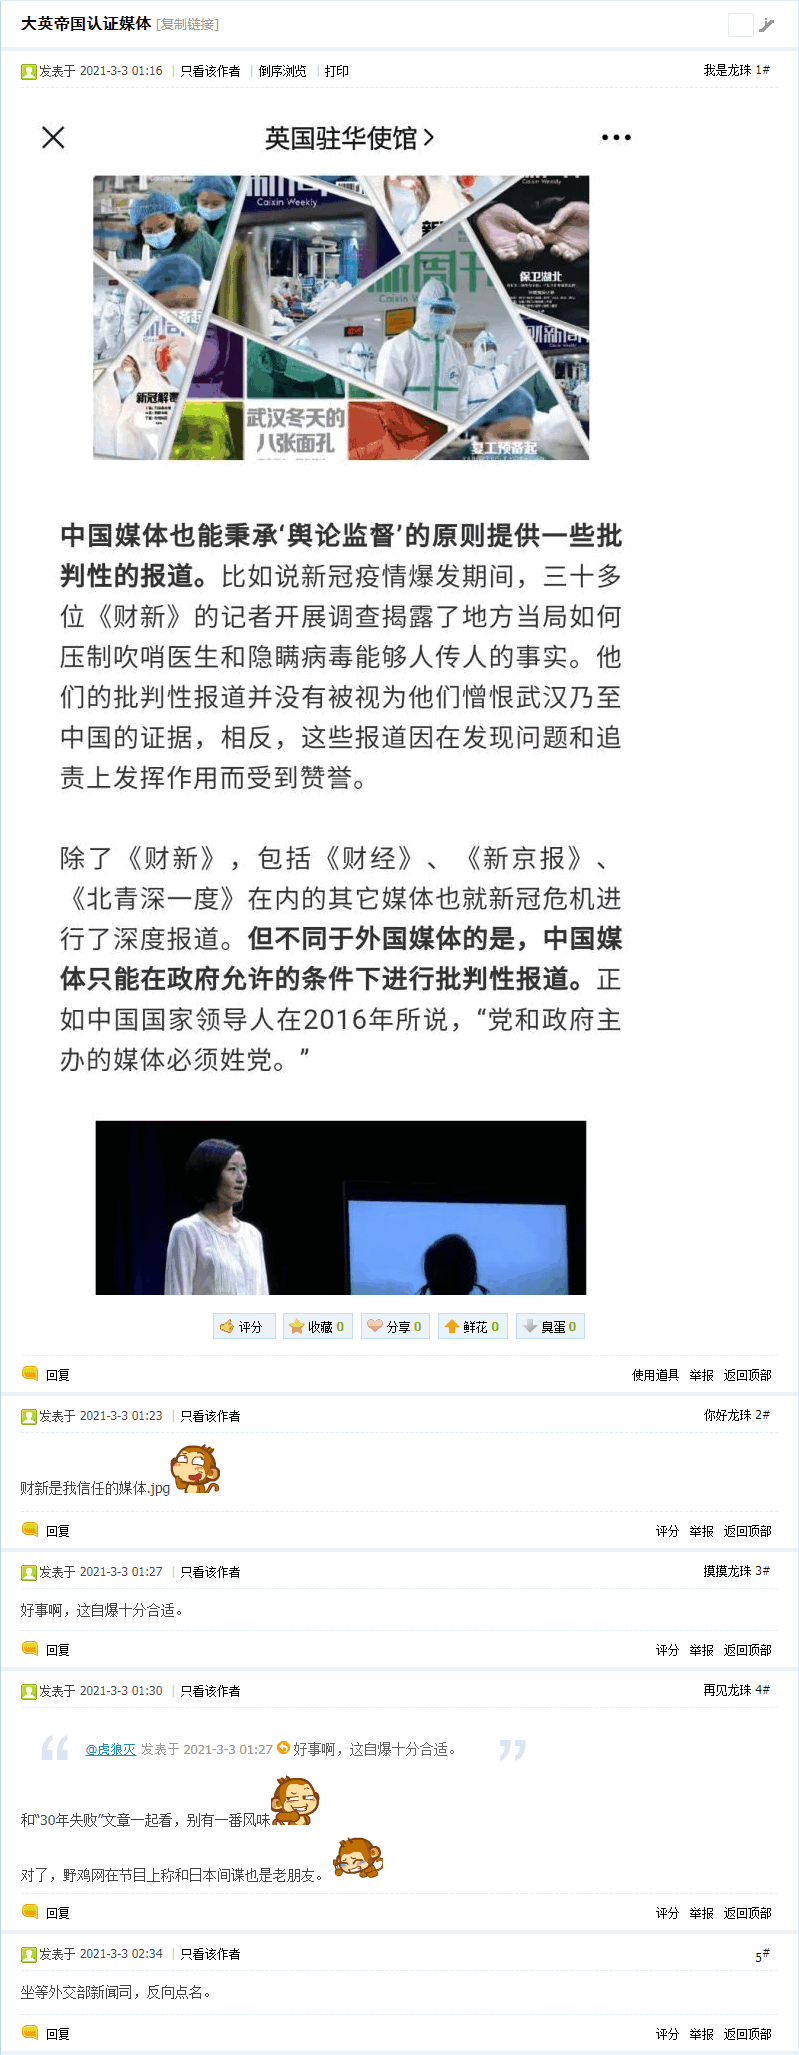 大英帝国认证媒体 [复制链接]
发表于 2021-3-3 01:16 | 只看该作者 | 倒序浏览 | 打印
我是龙珠 1#
英国驻华使馆
Caixin Weekly
保卫湖北
新周刊
Caixin Weekly
武汉冬天的
八张面孔
复工预备起
中国媒体也能秉承‘舆论监督’的原则提供一些批
判性的报道。比如说新冠疫情爆发期间，三十多
位《财新》的记者开展调查揭露了地方当局如何
压制吹哨医生和隐瞒病毒能够人传人的事实。他
们的批判性报道并没有被视为他们憎恨武汉乃至
中国的证据，相反，这些报道因在发现问题和追
责上发挥作用而受到赞誉。
除了《财新》，包括《财经》、《新京报》、
《北青深一度》在内的其它媒体也就新冠危机进
行了深度报道。但不同于外国媒体的是，中国媒
体只能在政府允许的条件下进行批判性报道。正
如中国国家领导人在2016年所说，“党和政府主
办的媒体必须姓党。”
评分 收藏 0 分享 0 鲜花 0 臭蛋 0
回复
使用道具 举报 返回顶部
发表于 2021-3-3 01:23 | 只看该作者
你好龙珠 2#
财新是我信任的媒体.jpg
回复
评分 举报 返回顶部
发表于 2021-3-3 01:27 | 只看该作者
摸摸龙珠 3#
好事啊，这自爆十分合适。
回复
评分 举报 返回顶部
发表于 2021-3-3 01:30 | 只看该作者
再见龙珠 4#
“ @虎狼灭 发表于 2021-3-3 01:27 好事啊，这自爆十分合适。 ”
和“30年失败”文章一起看，别有一番风味
对了，野鸡网在节目上称和日本间谍也是老朋友。
回复
评分 举报 返回顶部
发表于 2021-3-3 02:34 | 只看该作者
5#
坐等外交部新闻司，反向点名。
回复
评分 举报 返回顶部